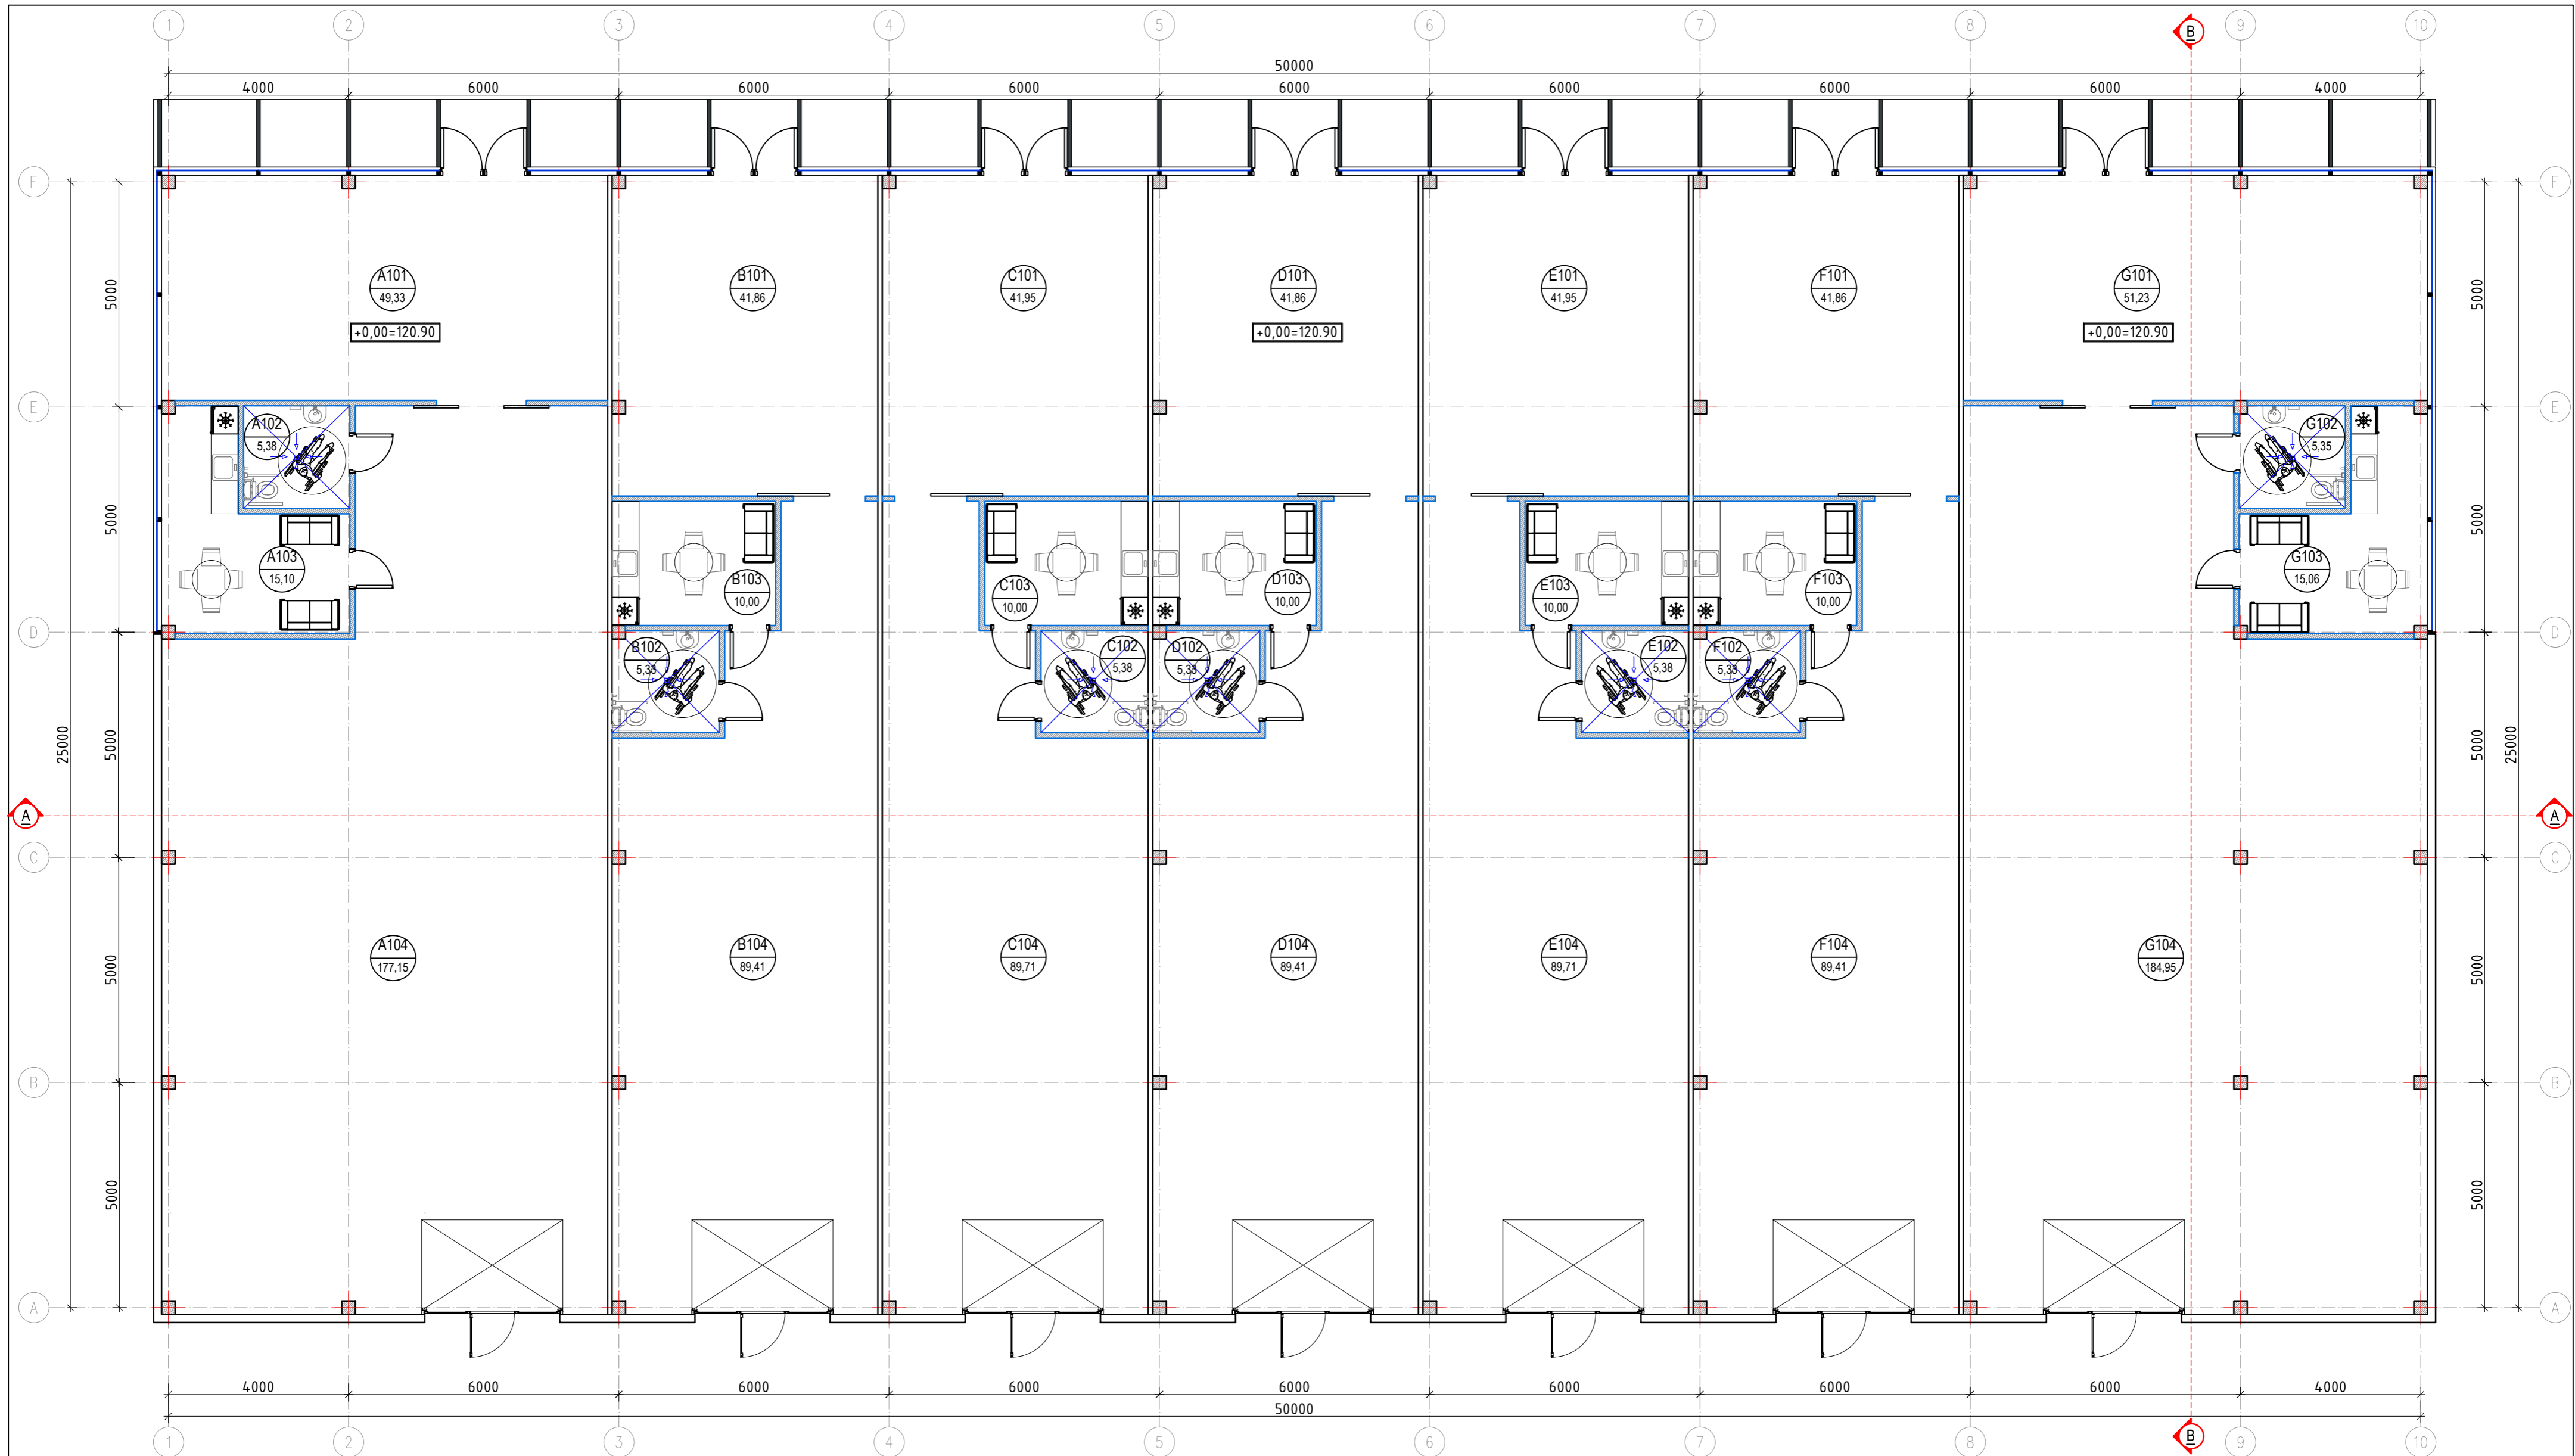 1 2 3 4 5 6 7 8 B 9 10
50000
4000 6000 6000 6000 6000 6000 6000 6000 4000
F F
5000 5000
A101 B101 C101 D101 E101 F101 G101
49,33 41,86 41,95 41,86 41,95 41,86 51,23
+0,00=120.90 +0,00=120.90 +0,00=120.90
E E
A102 G102
5,38 5,35
5000 5000
A103 G103
15,10 15,06
B103 C103 D103 E103 F103
10,00 10,00 10,00 10,00 10,00
D D
B102 C102 D102 E102 F102
5,33 5,38 5,33 5,38 5,33
25000 5000 5000 25000
A A
C C
A104 B104 C104 D104 E104 F104 G104
177,15 89,41 89,71 89,41 89,71 89,41 184,95
5000 5000
B B
5000 5000
A A
4000 6000 6000 6000 6000 6000 6000 6000 4000
50000
1 2 3 4 5 6 7 8 B 9 10